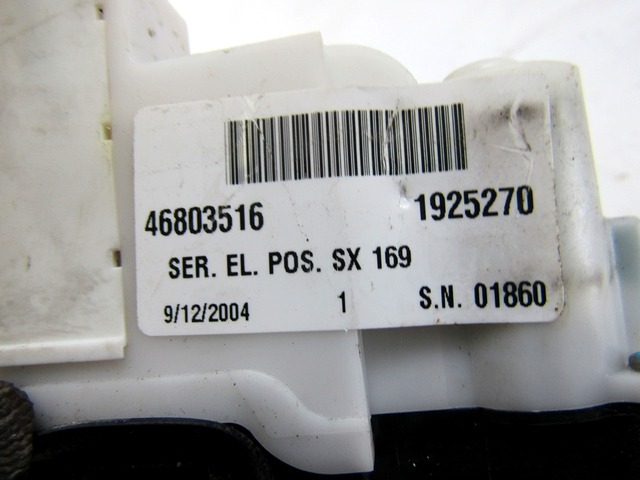 46803516 1925270
SER. EL. POS. SX 169
9/12/2004 1 S.N. 01860